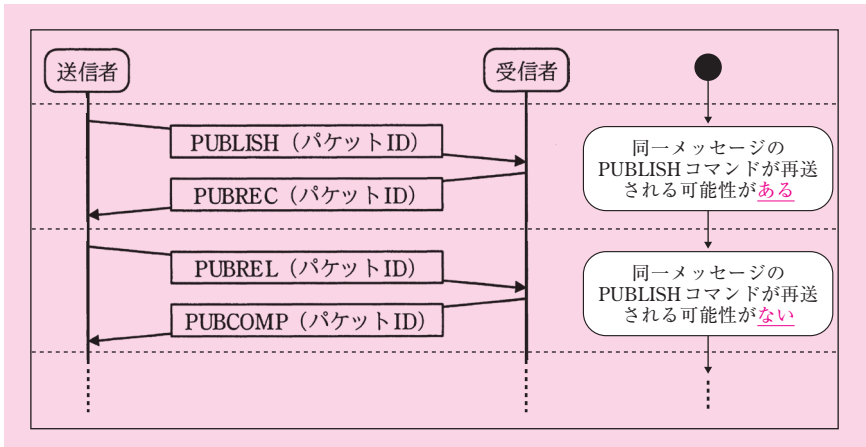 送信者
受信者
PUBLISH（パケットID）
PUBREC（パケットID）
同一メッセージの
PUBLISHコマンドが再送
される可能性がある
PUBREL（パケットID）
PUBCOMP（パケットID）
同一メッセージの
PUBLISHコマンドが再送
される可能性がない